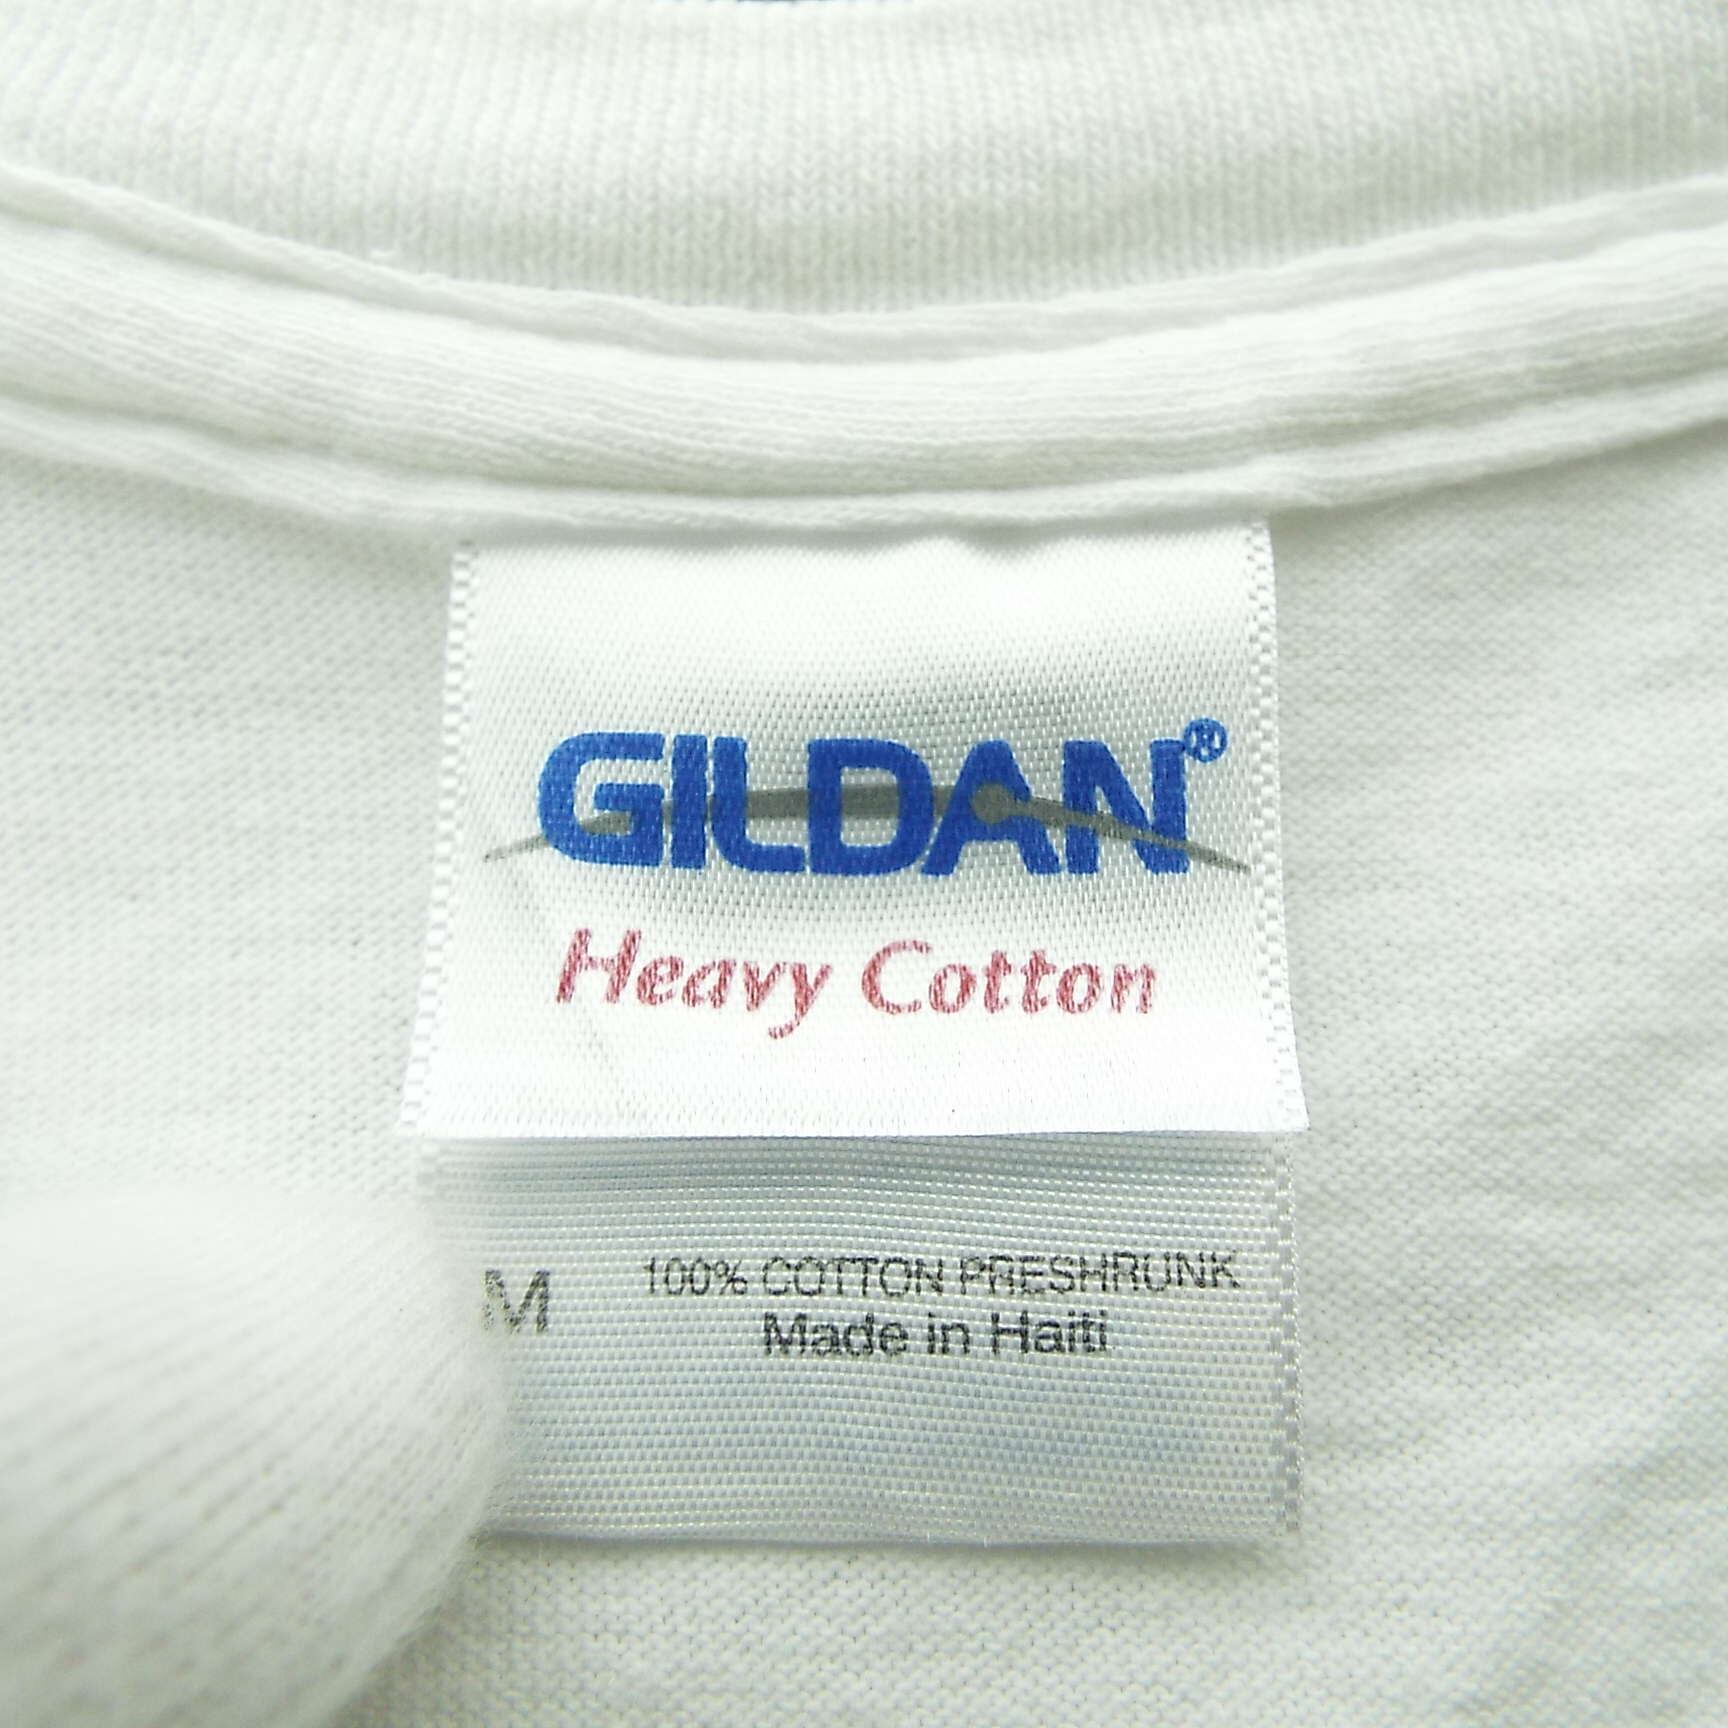 GILDAN®
Heavy Cotton
M 100% COTTON PRESHRUNK
Made in Haiti